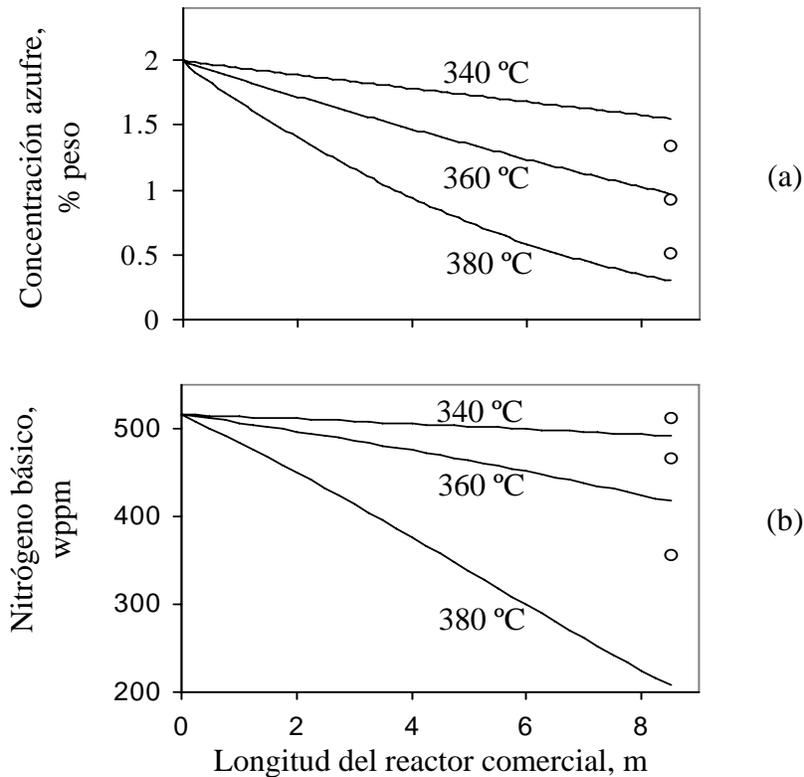 Concentración azufre,
% peso
2
1.5
1
0.5
0
340 ºC
360 ºC
380 ºC
(a)
Nitrógeno básico,
wppm
500
400
300
200
340 ºC
360 ºC
380 ºC
(b)
0 2 4 6 8
Longitud del reactor comercial, m